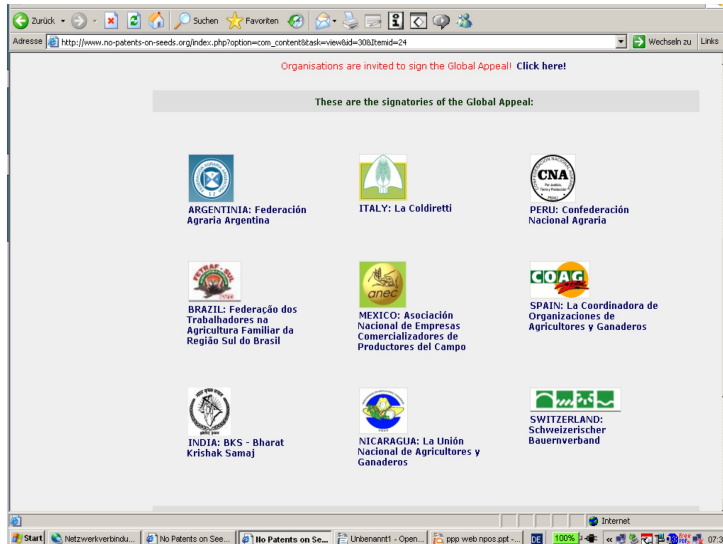 Zurück
Suchen
Favoriten
Adresse
http://www.no-patents-on-seeds.org/index.php?option=com_content&task=view&id=30&Itemid=24
Wechseln zu
Links
Organisations are invited to sign the Global Appeal! Click here!
These are the signatories of the Global Appeal:
ARGENTINIA: Federación
Agraria Argentina
ITALY: La Coldiretti
CNA
PERU: Confederación
Nacional Agraria
FETRAF-SUL
BRAZIL: Federação dos
Trabalhadores na
Agricultura Familiar da
Região Sul do Brasil
anec
MEXICO: Asociación
Nacional de Empresas
Comercializadores de
Productores del Campo
COAG
SPAIN: La Coordinadora de
Organizaciones de
Agricultores y Ganaderos
INDIA: BKS - Bharat
Krishak Samaj
NICARAGUA: La Unión
Nacional de Agricultores y
Ganaderos
SWITZERLAND:
Schweizerischer
Bauernverband
Internet
Start
Netzwerkverbindu...
No Patents on See...
No Patents on Se...
Unbenannt1 - Open...
ppp web npos.ppt -...
DE
100%
07:3